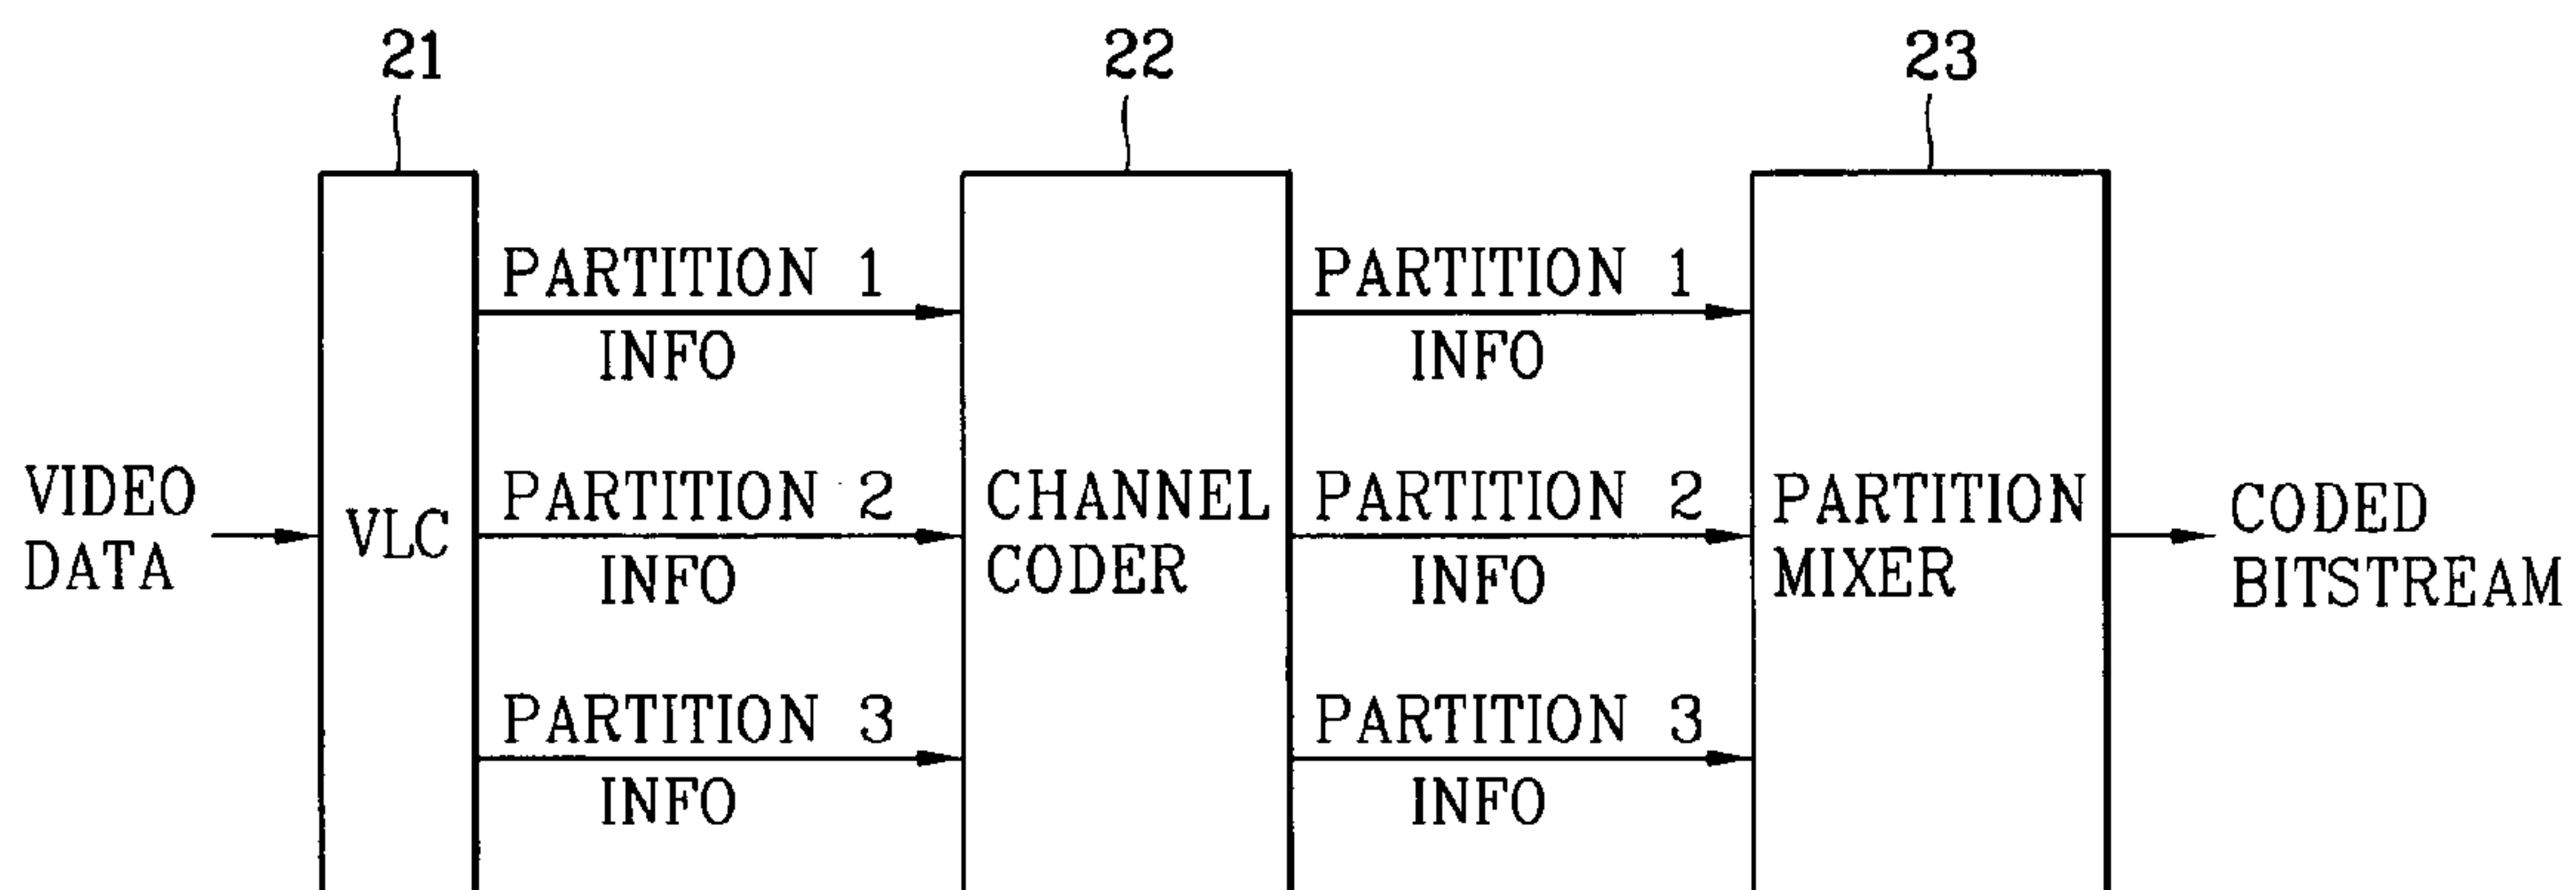 21
22
23
PARTITION 1
INFO
PARTITION 1
INFO
VIDEO
DATA
VLC
PARTITION 2
INFO
CHANNEL
CODER
PARTITION 2
INFO
PARTITION
MIXER
CODED
BITSTREAM
PARTITION 3
INFO
PARTITION 3
INFO